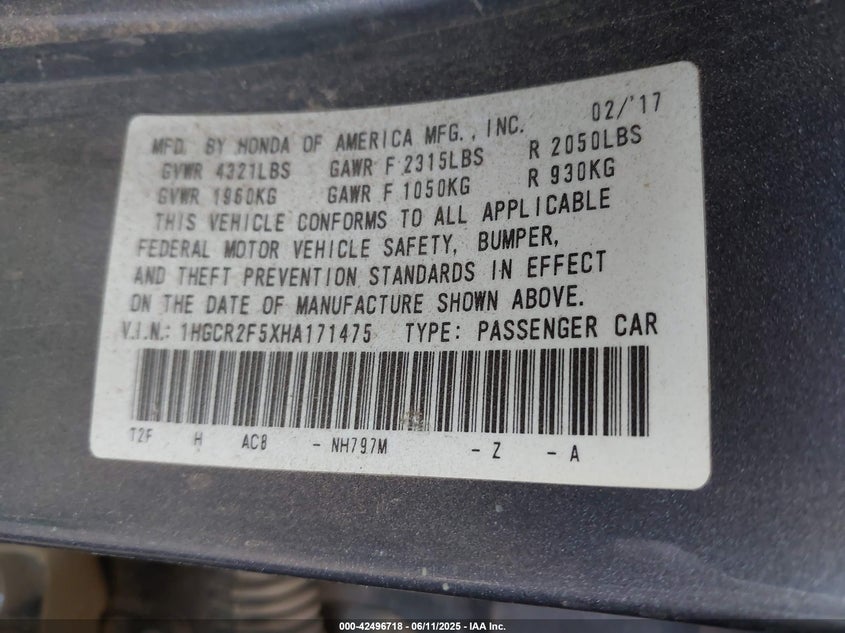 02/'17
MFD. BY HONDA OF AMERICA MFG., INC.
GVWR 4321LBS GAWR F 2315LBS R 2050LBS
GVWR 1960KG GAWR F 1050KG R 930KG
THIS VEHICLE CONFORMS TO ALL APPLICABLE
FEDERAL MOTOR VEHICLE SAFETY, BUMPER,
AND THEFT PREVENTION STANDARDS IN EFFECT
ON THE DATE OF MANUFACTURE SHOWN ABOVE.
V.I.N.: 1HGCR2F5XHA171475 TYPE: PASSENGER CAR
T2F H AC8 - NH797M - Z - A
000-42496718 - 06/11/2025 - IAA Inc.